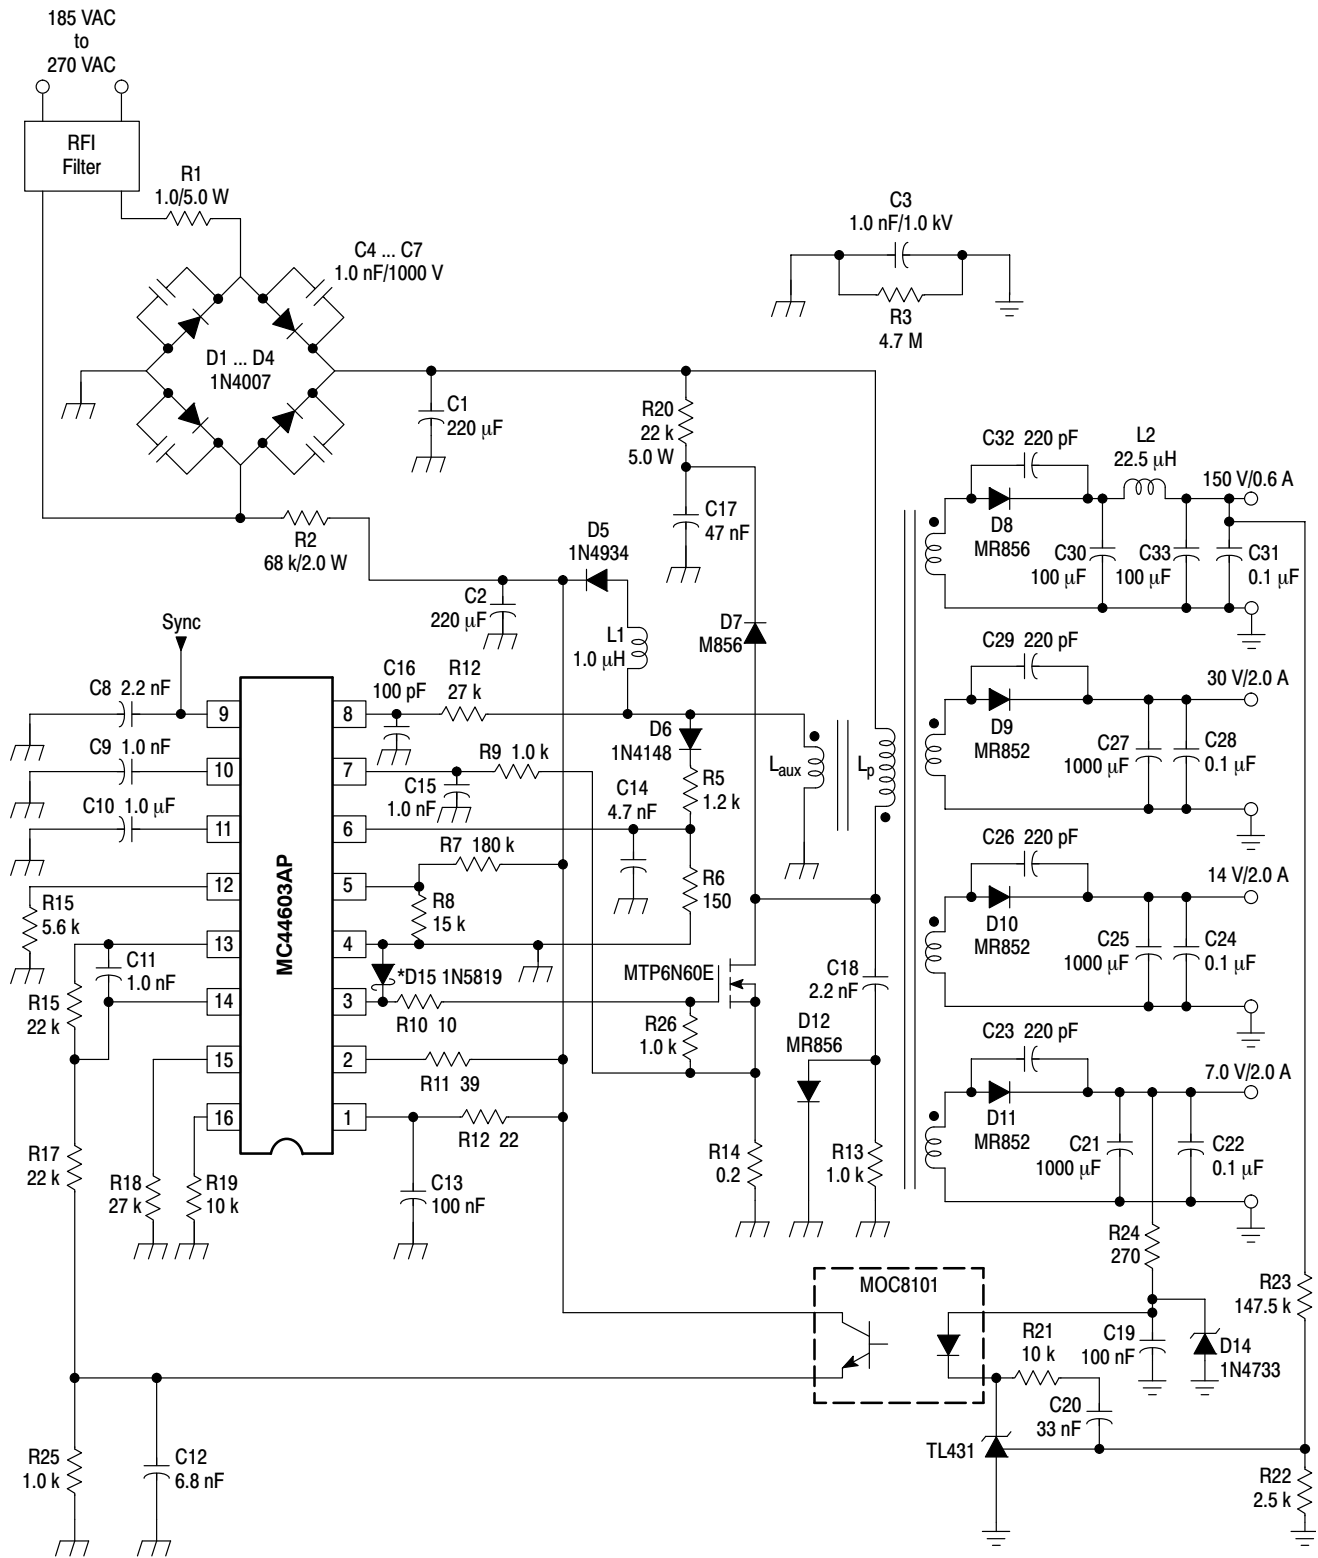 185 VAC
to
270 VAC
RFI
Filter
R1
1.0/5.0 W
C4 ... C7
1.0 nF/1000 V
D1 ... D4
1N4007
C3
1.0 nF/1.0 kV
R3
4.7 M
C1
220 µF
R20
22 k
5.0 W
C17
47 nF
R2
68 k/2.0 W
D5
1N4934
C2
220 µF
L1
1.0 µH
D7
M856
C32 220 pF
L2
22.5 µH
150 V/0.6 A
D8
MR856
C30
100 µF
C33
100 µF
C31
0.1 µF
Sync
C8 2.2 nF
C9 1.0 nF
C10 1.0 µF
C16
100 pF
R12
27 k
D6
1N4148
R9 1.0 k
C15
1.0 nF
C14
4.7 nF
R5
1.2 k
Laux
Lp
C29 220 pF
30 V/2.0 A
D9
MR852
C27
1000 µF
C28
0.1 µF
9
10
11
12
13
14
15
16
MC44603AP
8
7
6
5
4
3
2
1
R7 180 k
R8
15 k
R6
150
R15
5.6 k
C11
1.0 nF
R15
22 k
*D15 1N5819
R10 10
MTP6N60E
R26
1.0 k
C18
2.2 nF
D12
MR856
C26 220 pF
14 V/2.0 A
D10
MR852
C25
1000 µF
C24
0.1 µF
R11 39
R12 22
C13
100 nF
R17
22 k
R18
27 k
R19
10 k
R14
0.2
R13
1.0 k
C23 220 pF
7.0 V/2.0 A
D11
MR852
C21
1000 µF
C22
0.1 µF
R24
270
R23
147.5 k
MOC8101
R21
10 k
C19
100 nF
D14
1N4733
C20
33 nF
TL431
R22
2.5 k
R25
1.0 k
C12
6.8 nF